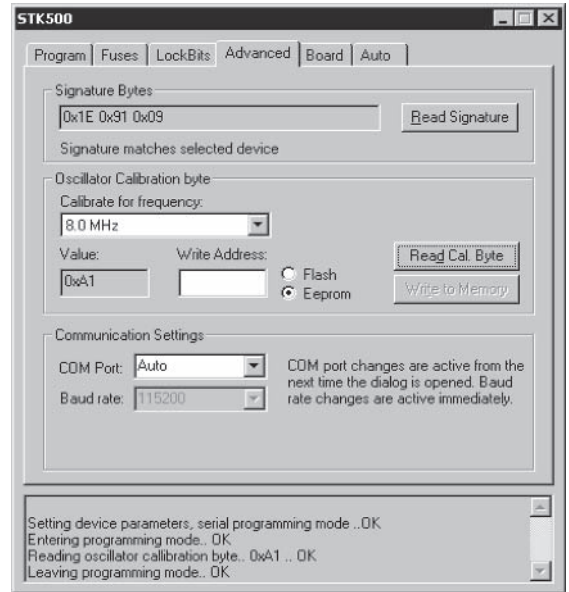 STK500
Program Fuses LockBits Advanced Board Auto
Signature Bytes
0x1E 0x91 0x09
Read Signature
Signature matches selected device
Oscillator Calibration byte
Calibrate for frequency:
8.0 MHz
Value: Write Address:
Read Cal. Byte
0xA1
Flash
Eeprom
Write to Memory
Communication Settings
COM Port: Auto
Baud rate: 115200
COM port changes are active from the
next time the dialog is opened. Baud
rate changes are active immediately.
Setting device parameters, serial programming mode ..OK
Entering programming mode.. OK
Reading oscillator callibration byte.. 0xA1 .. OK
Leaving programming mode.. OK